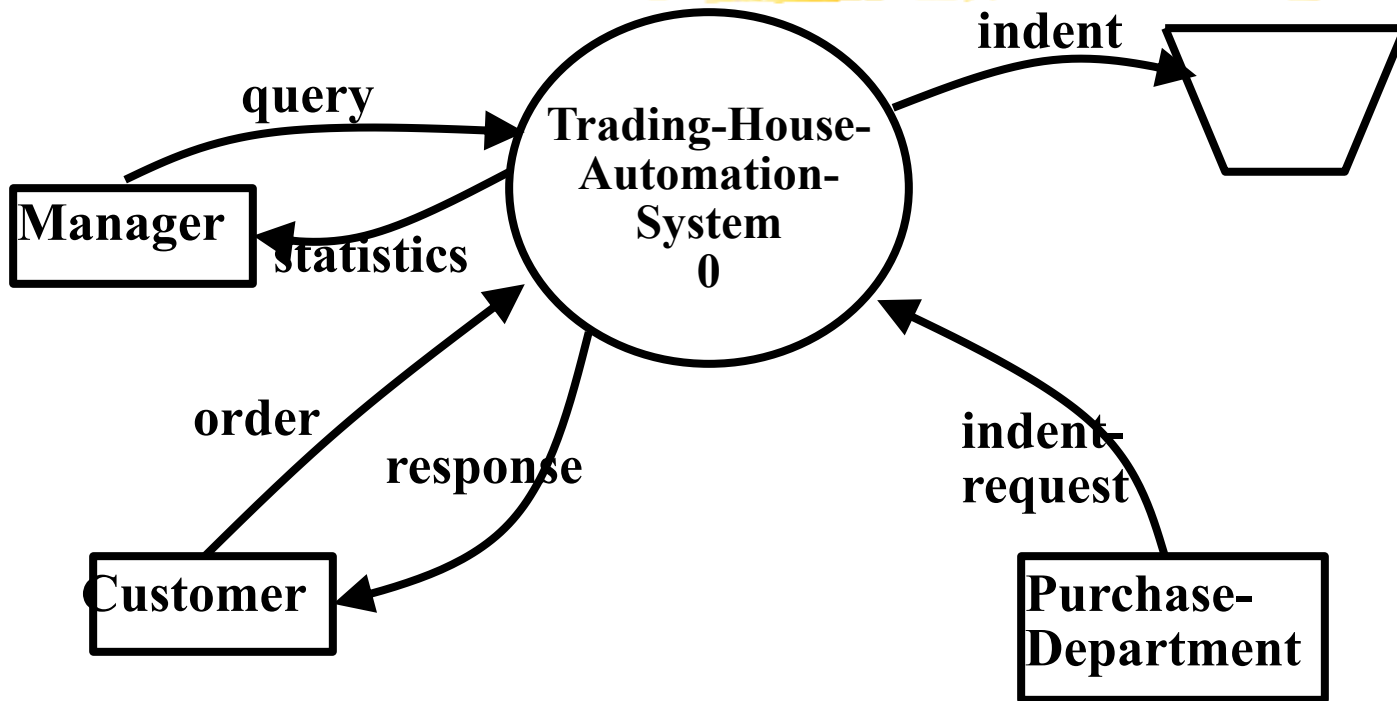 indent
query
Trading-House-
Automation-
System
0
Manager
statistics
order
response
indent-
request
Customer
Purchase-
Department